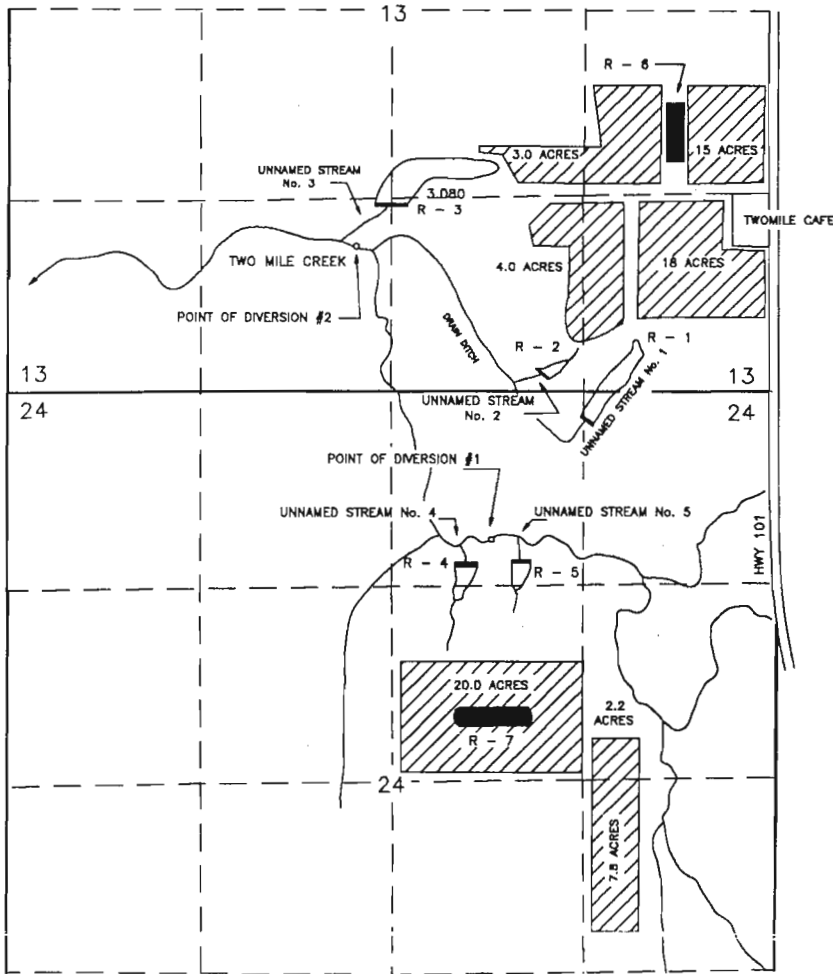 13
R - 6
3.0 ACRES
15 ACRES
UNNAMED STREAM
No. 3
3.080
R - 3
TWOMILE CAFE
TWO MILE CREEK
4.0 ACRES
18 ACRES
POINT OF DIVERSION #2
DRAIN DITCH
R - 2
R - 1
13
13
24
24
UNNAMED STREAM
No. 2
UNNAMED STREAM No. 1
POINT OF DIVERSION #1
UNNAMED STREAM No. 4
UNNAMED STREAM No. 5
HWY 101
R - 4
R - 5
20.0 ACRES
R - 7
2.2
ACRES
24
7.8 ACRES